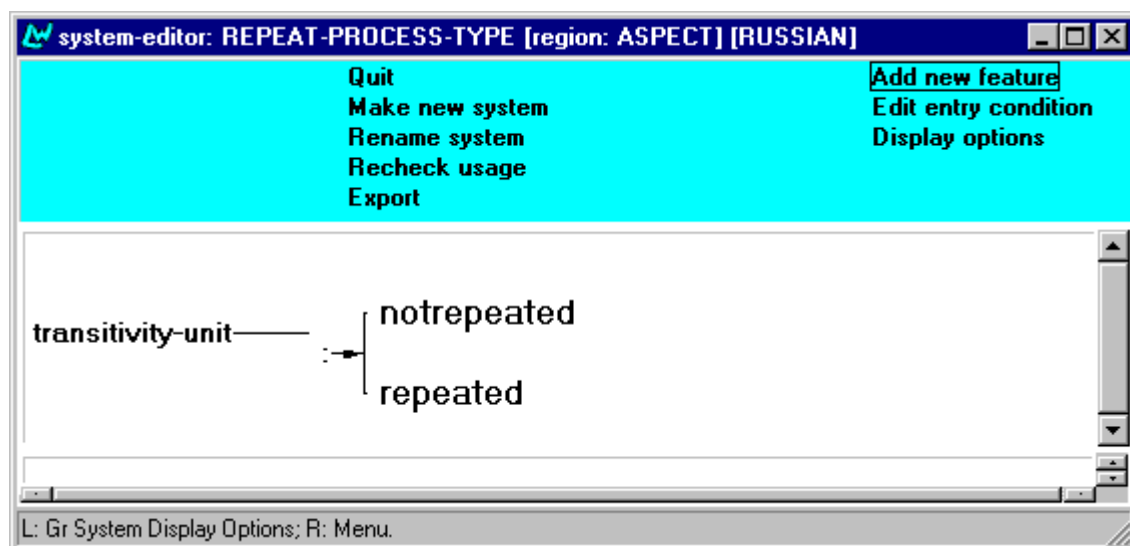 system-editor: REPEAT-PROCESS-TYPE [region: ASPECT] [RUSSIAN]
Quit
Make new system
Rename system
Recheck usage
Export
Add new feature
Edit entry condition
Display options
transitivity-unit
:
notrepeated
repeated
L: Gr System Display Options; R: Menu.